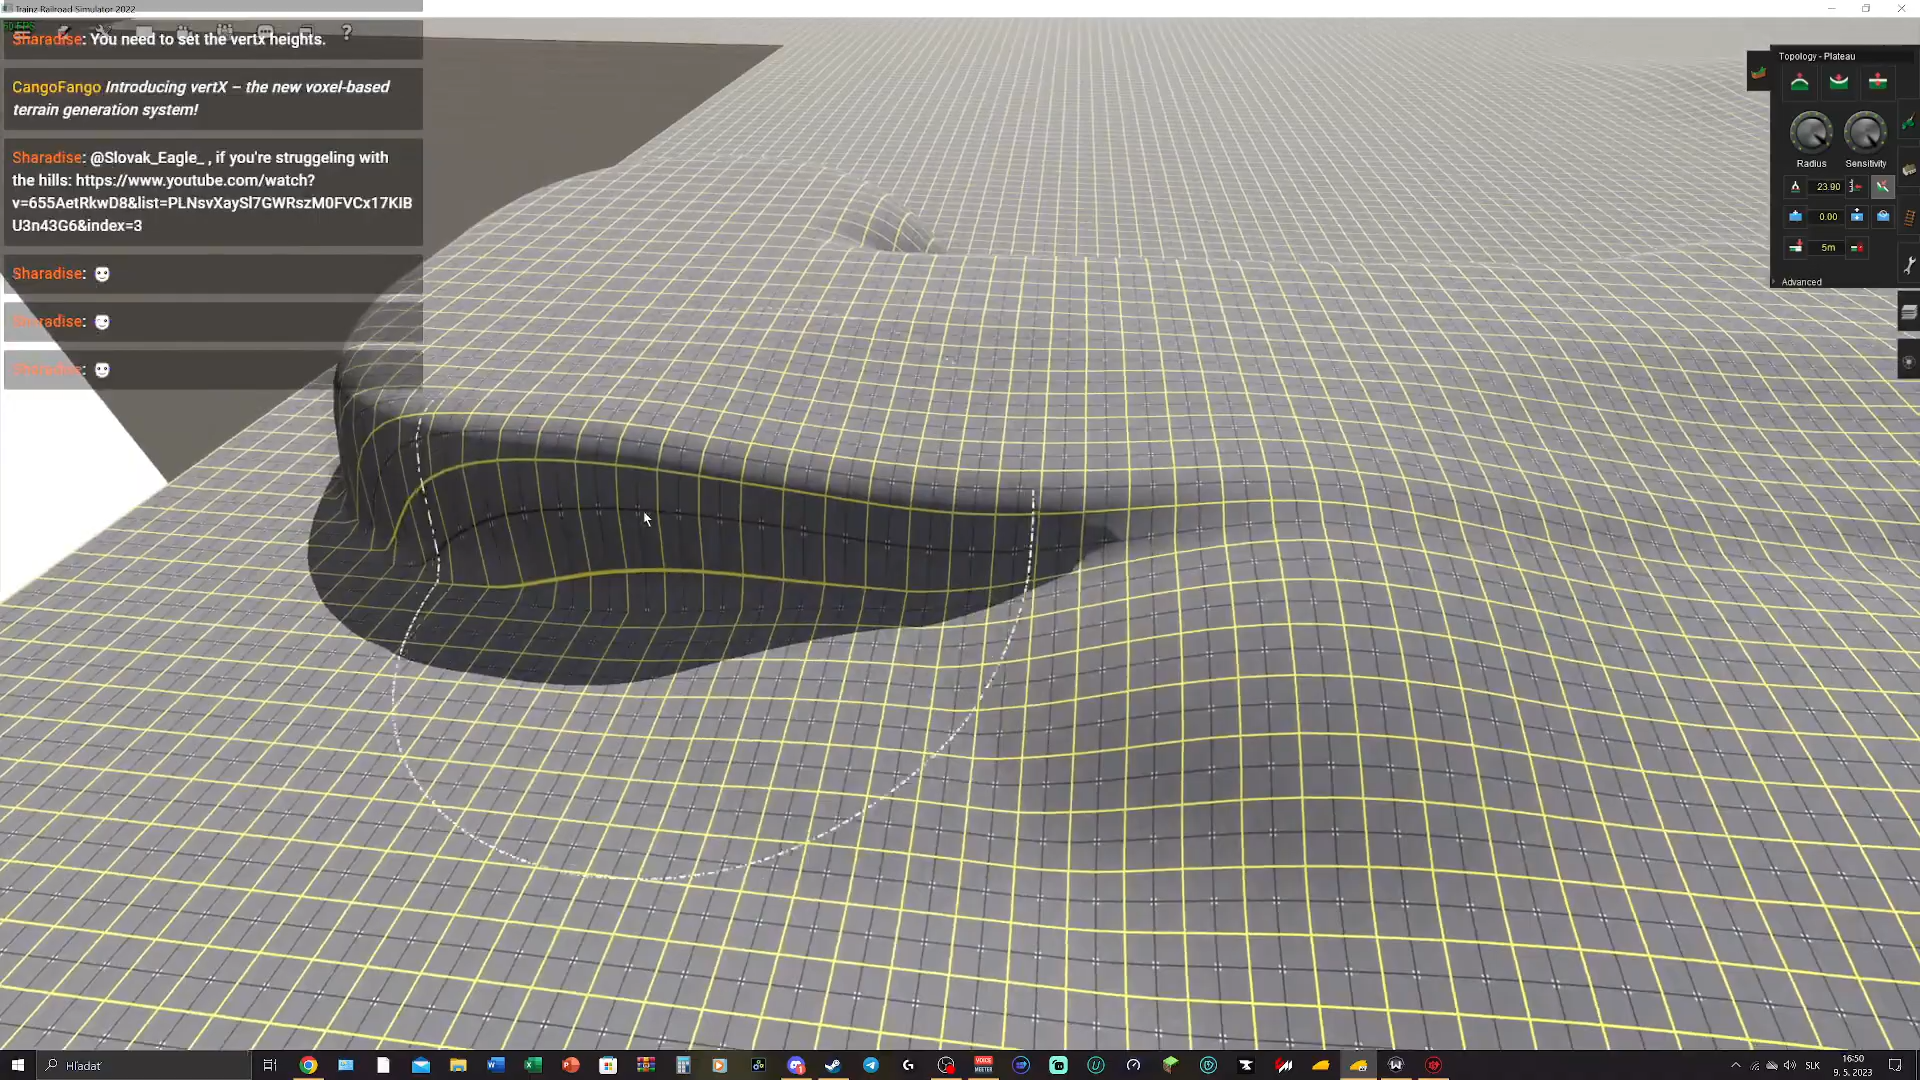 Trainz Railroad Simulator 2022
Sharadise: You need to set the vertx heights.
CangoFango Introducing vertX – the new voxel-based
terrain generation system!
Sharadise: @Slovak_Eagle_ , if you're struggeling with
the hills: https://www.youtube.com/watch?
v=655AetRkwD8&list=PLNsvXaySl7GWRszM0FVCx17KIB
U3n43G6&index=3
Sharadise:
Sharadise:
Sharadise:
Topology - Plateau
Radius Sensitivity
23.90
0.00
5m
Advanced
Hľadať
VOICE
MEETER
SLK
16:50
9. 5. 2023